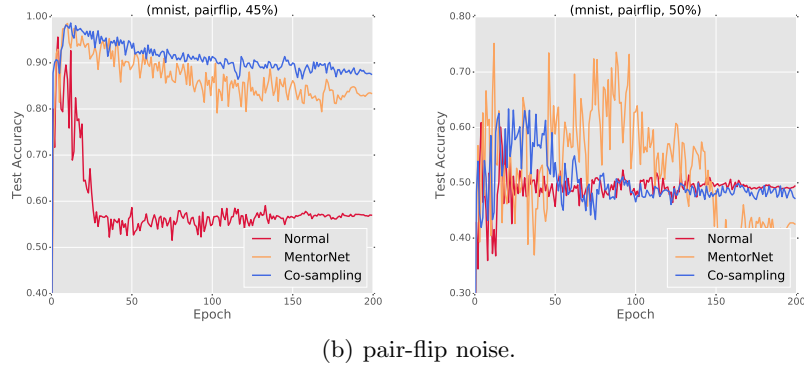 (mnist, pairflip, 45%)
1.00
0.90
0.80
0.70
0.60
0.50
0.40
Test Accuracy
0
50
100
150
200
Epoch
Normal
MentorNet
Co-sampling
(mnist, pairflip, 50%)
0.80
0.70
0.60
0.50
0.40
0.30
Test Accuracy
0
50
100
150
200
Epoch
Normal
MentorNet
Co-sampling
(b) pair-flip noise.